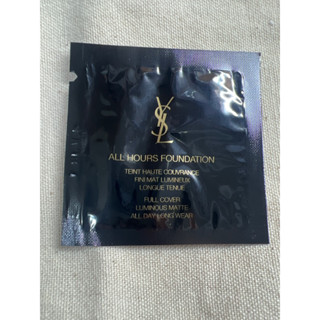 YSL
ALL HOURS FOUNDATION
TEINT HAUTE COUVRANCE
FINI MAT LUMINEUX
LONGUE TENUE
FULL COVER
LUMINOUS MATTE
ALL DAY LONG WEAR